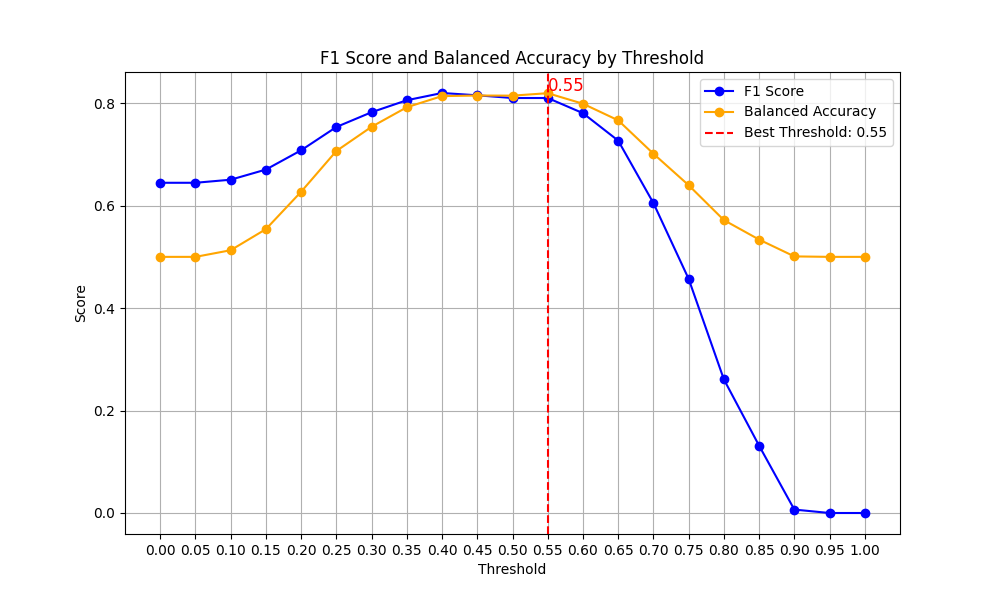 F1 Score and Balanced Accuracy by Threshold
0.55
F1 Score
Balanced Accuracy
Best Threshold: 0.55
Score
0.8
0.6
0.4
0.2
0.0
0.00 0.05 0.10 0.15 0.20 0.25 0.30 0.35 0.40 0.45 0.50 0.55 0.60 0.65 0.70 0.75 0.80 0.85 0.90 0.95 1.00
Threshold